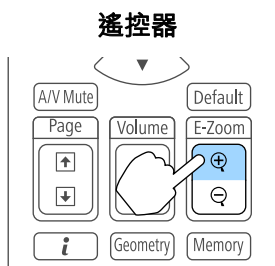 遙控器
A/V Mute
Default
Page
Volume
E-Zoom
i
Geometry
Memory